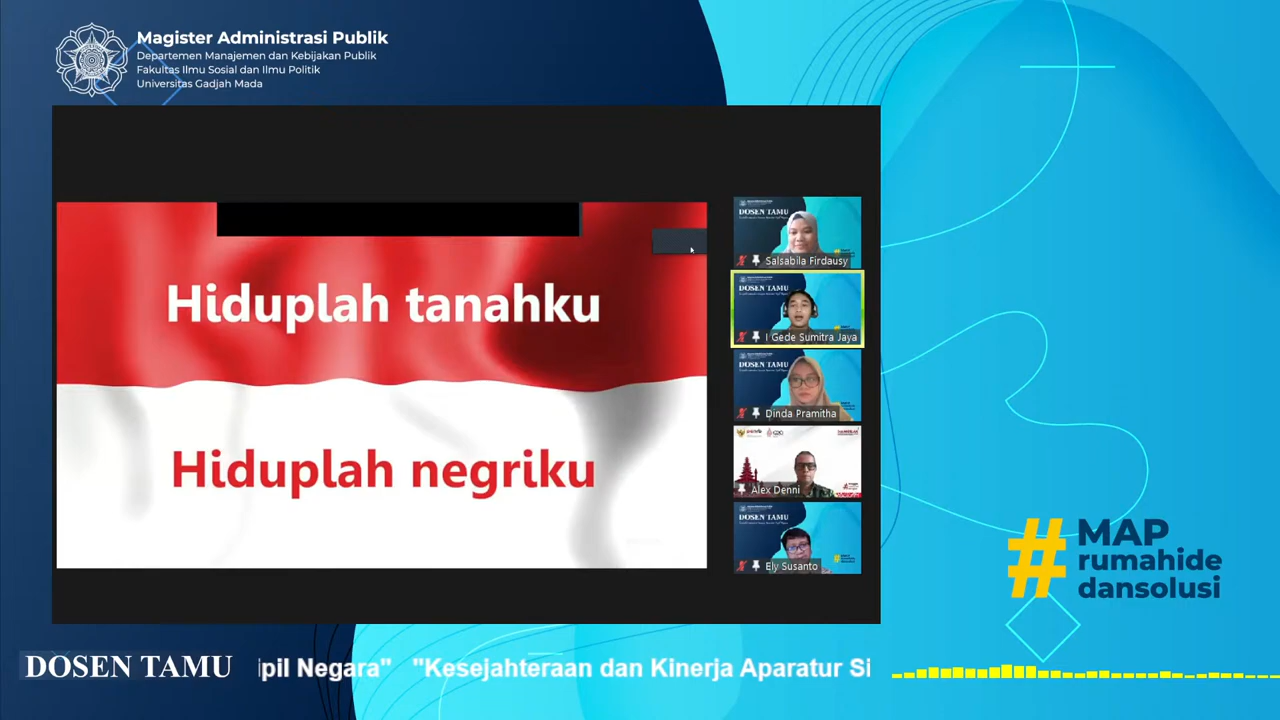 Magister Administrasi Publik
Departemen Manajemen dan Kebijakan Publik
Fakultas Ilmu Sosial dan Ilmu Politik
Universitas Gadjah Mada
Hiduplah tanahku
Hiduplah negriku
DOSEN TAMU
Salsabila Firdausy
DOSEN TAMU
I Gede Sumitra Jaya
DOSEN TAMU
Dinda Pramitha
Alex Denni
DOSEN TAMU
Ely Susanto
# MAP
rumahide
dansolusi
DOSEN TAMU
pil Negara" "Kesejahteraan dan Kinerja Aparatur Si